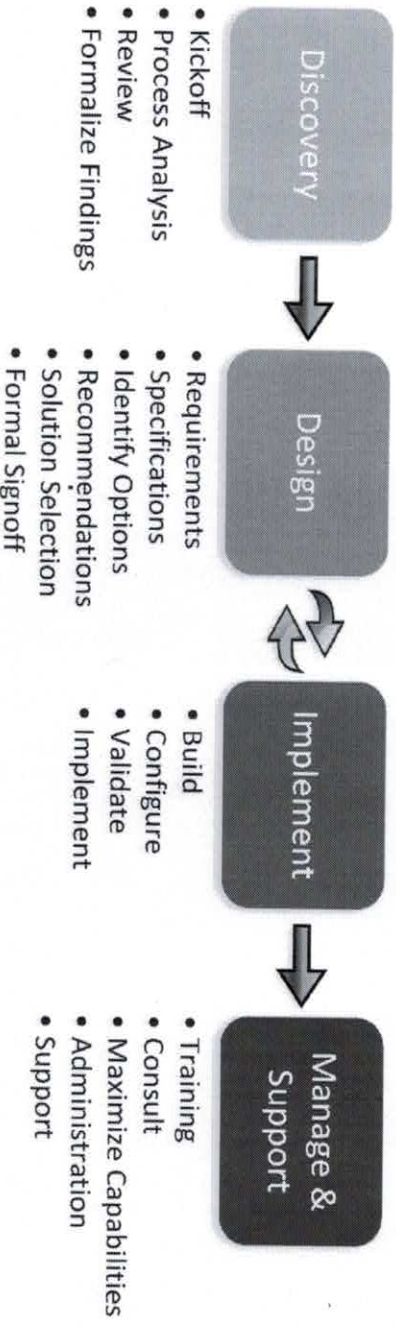 Discovery
• Kickoff
• Process Analysis
• Review
• Formalize Findings
Design
• Requirements
• Specifications
• Identify Options
• Recommendations
• Solution Selection
• Formal Signoff
Implement
• Build
• Configure
• Validate
• Implement
Manage &
Support
• Training
• Consult
• Maximize Capabilities
• Administration
• Support